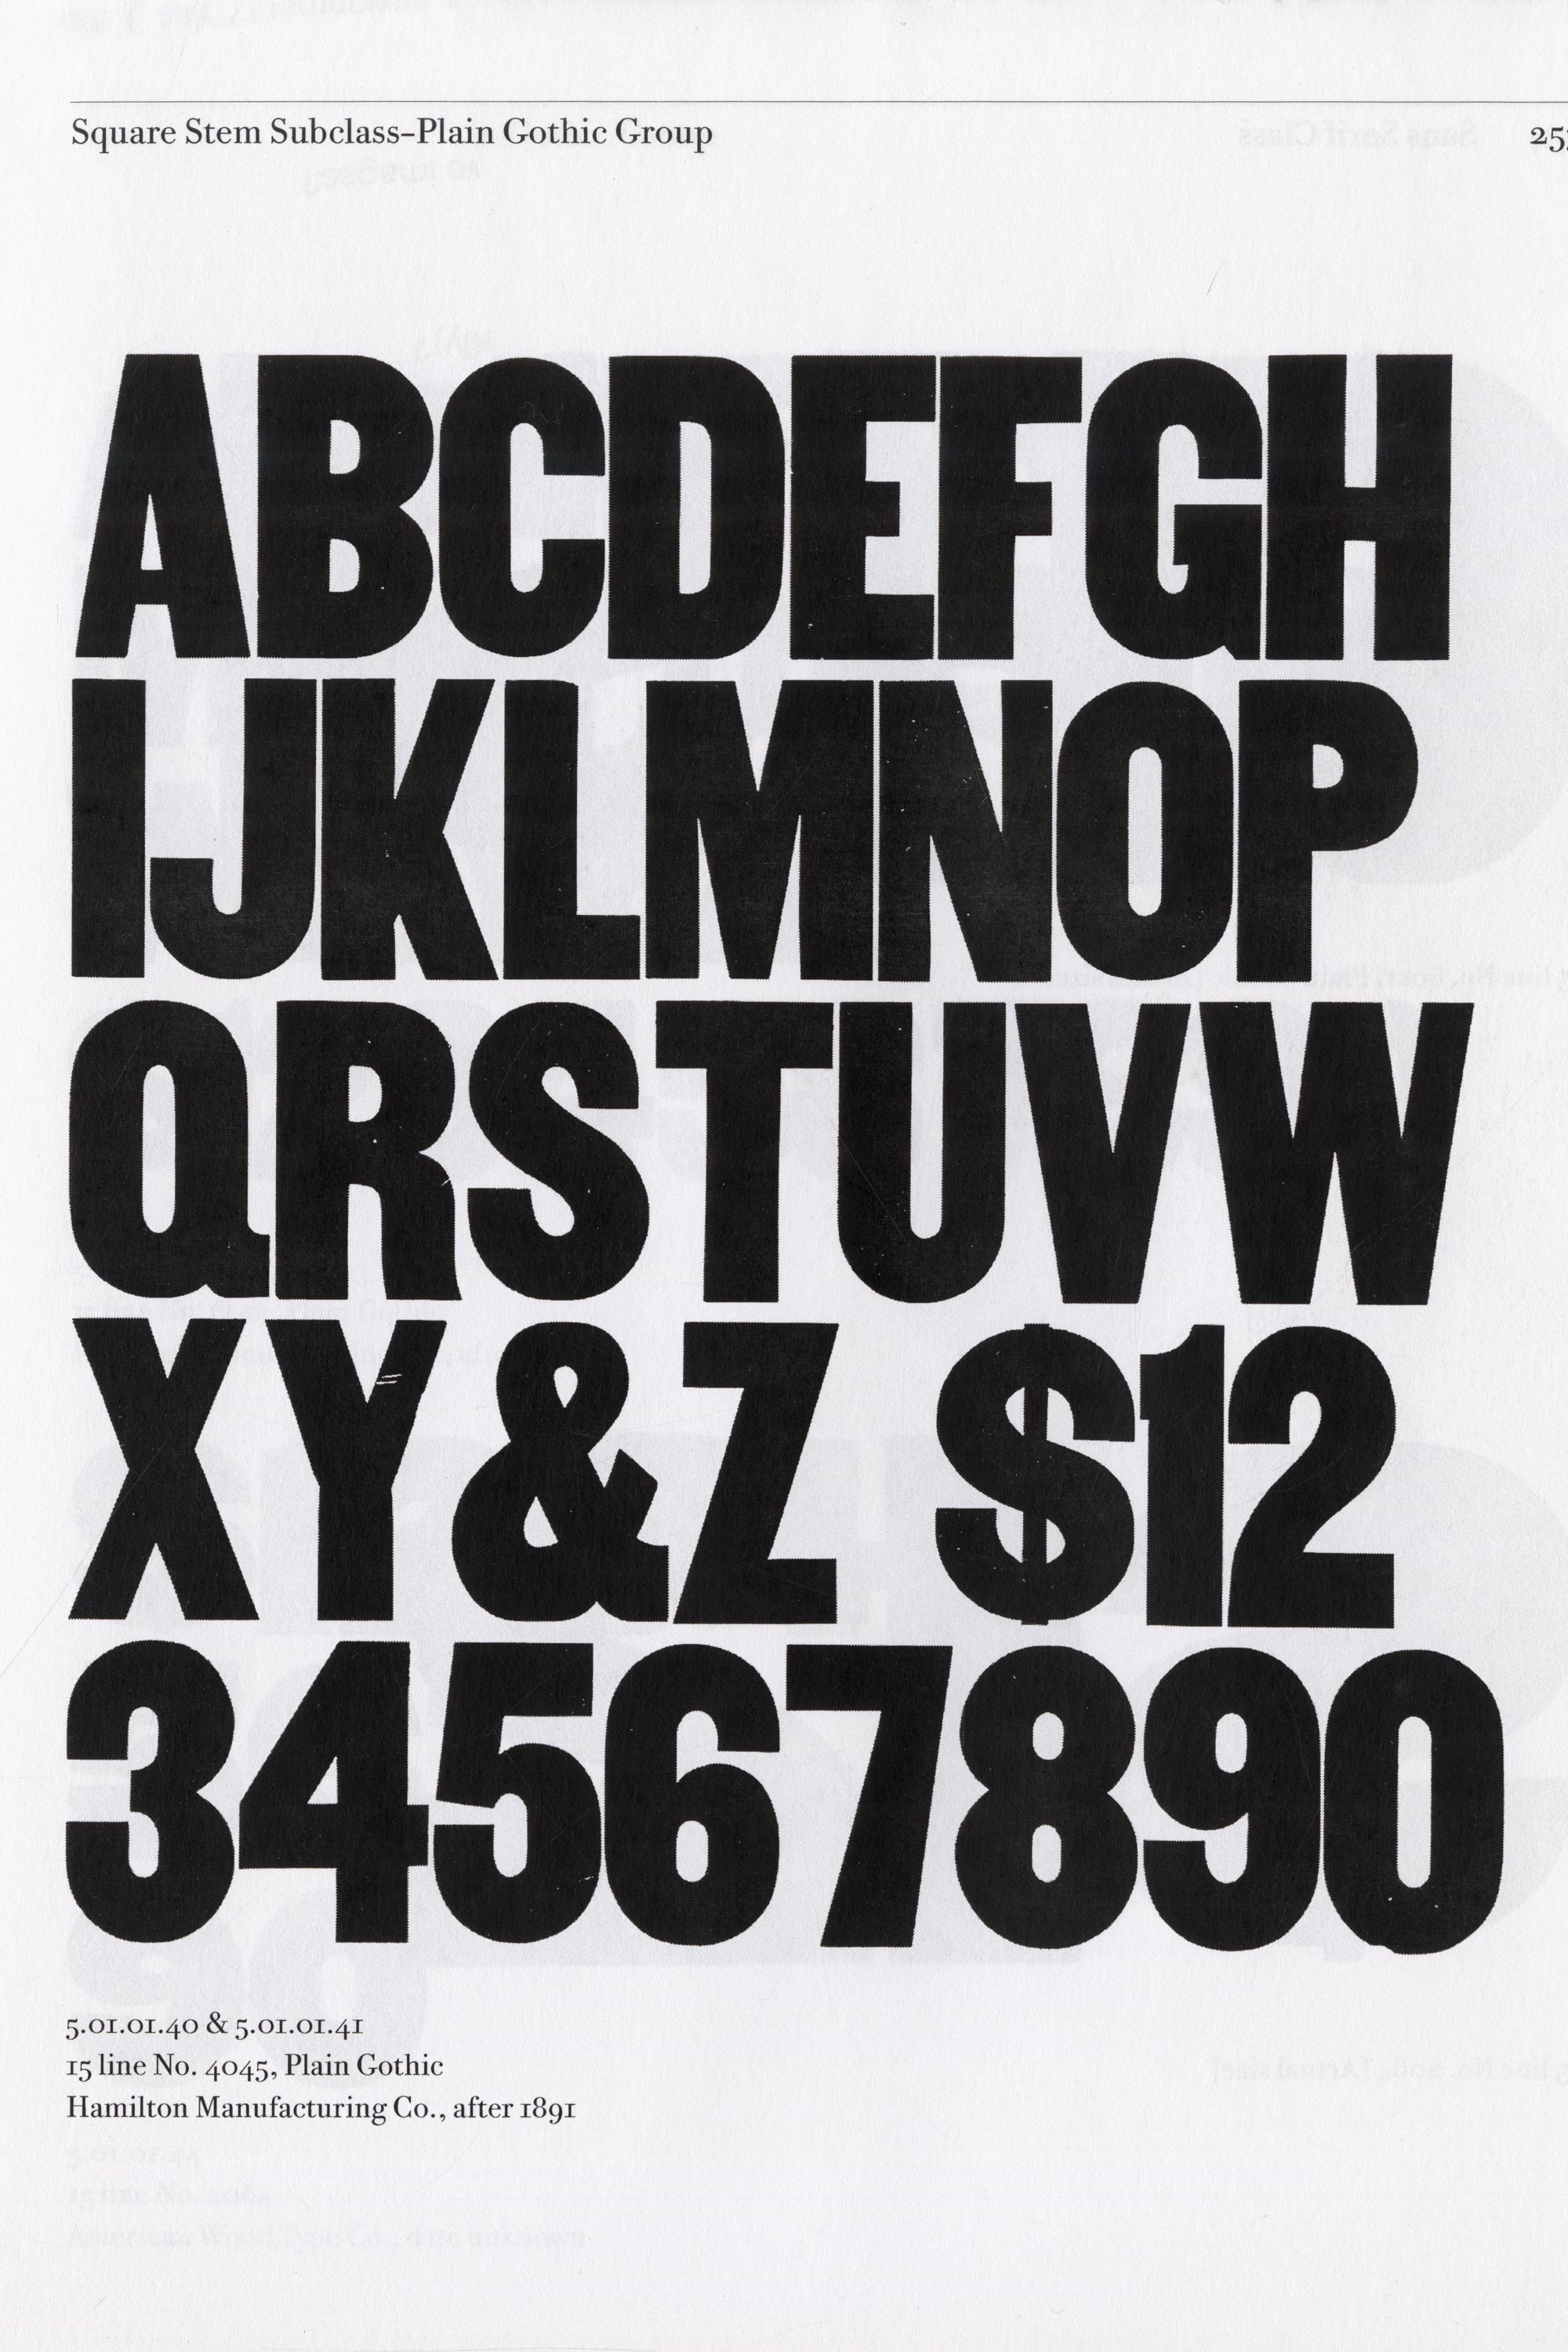 Square Stem Subclass–Plain Gothic Group
ABCDEFGH
IJKLMNOP
QRSTUVW
XY&Z $12
34567890
5.01.01.40 & 5.01.01.41
15 line No. 4045, Plain Gothic
Hamilton Manufacturing Co., after 1891